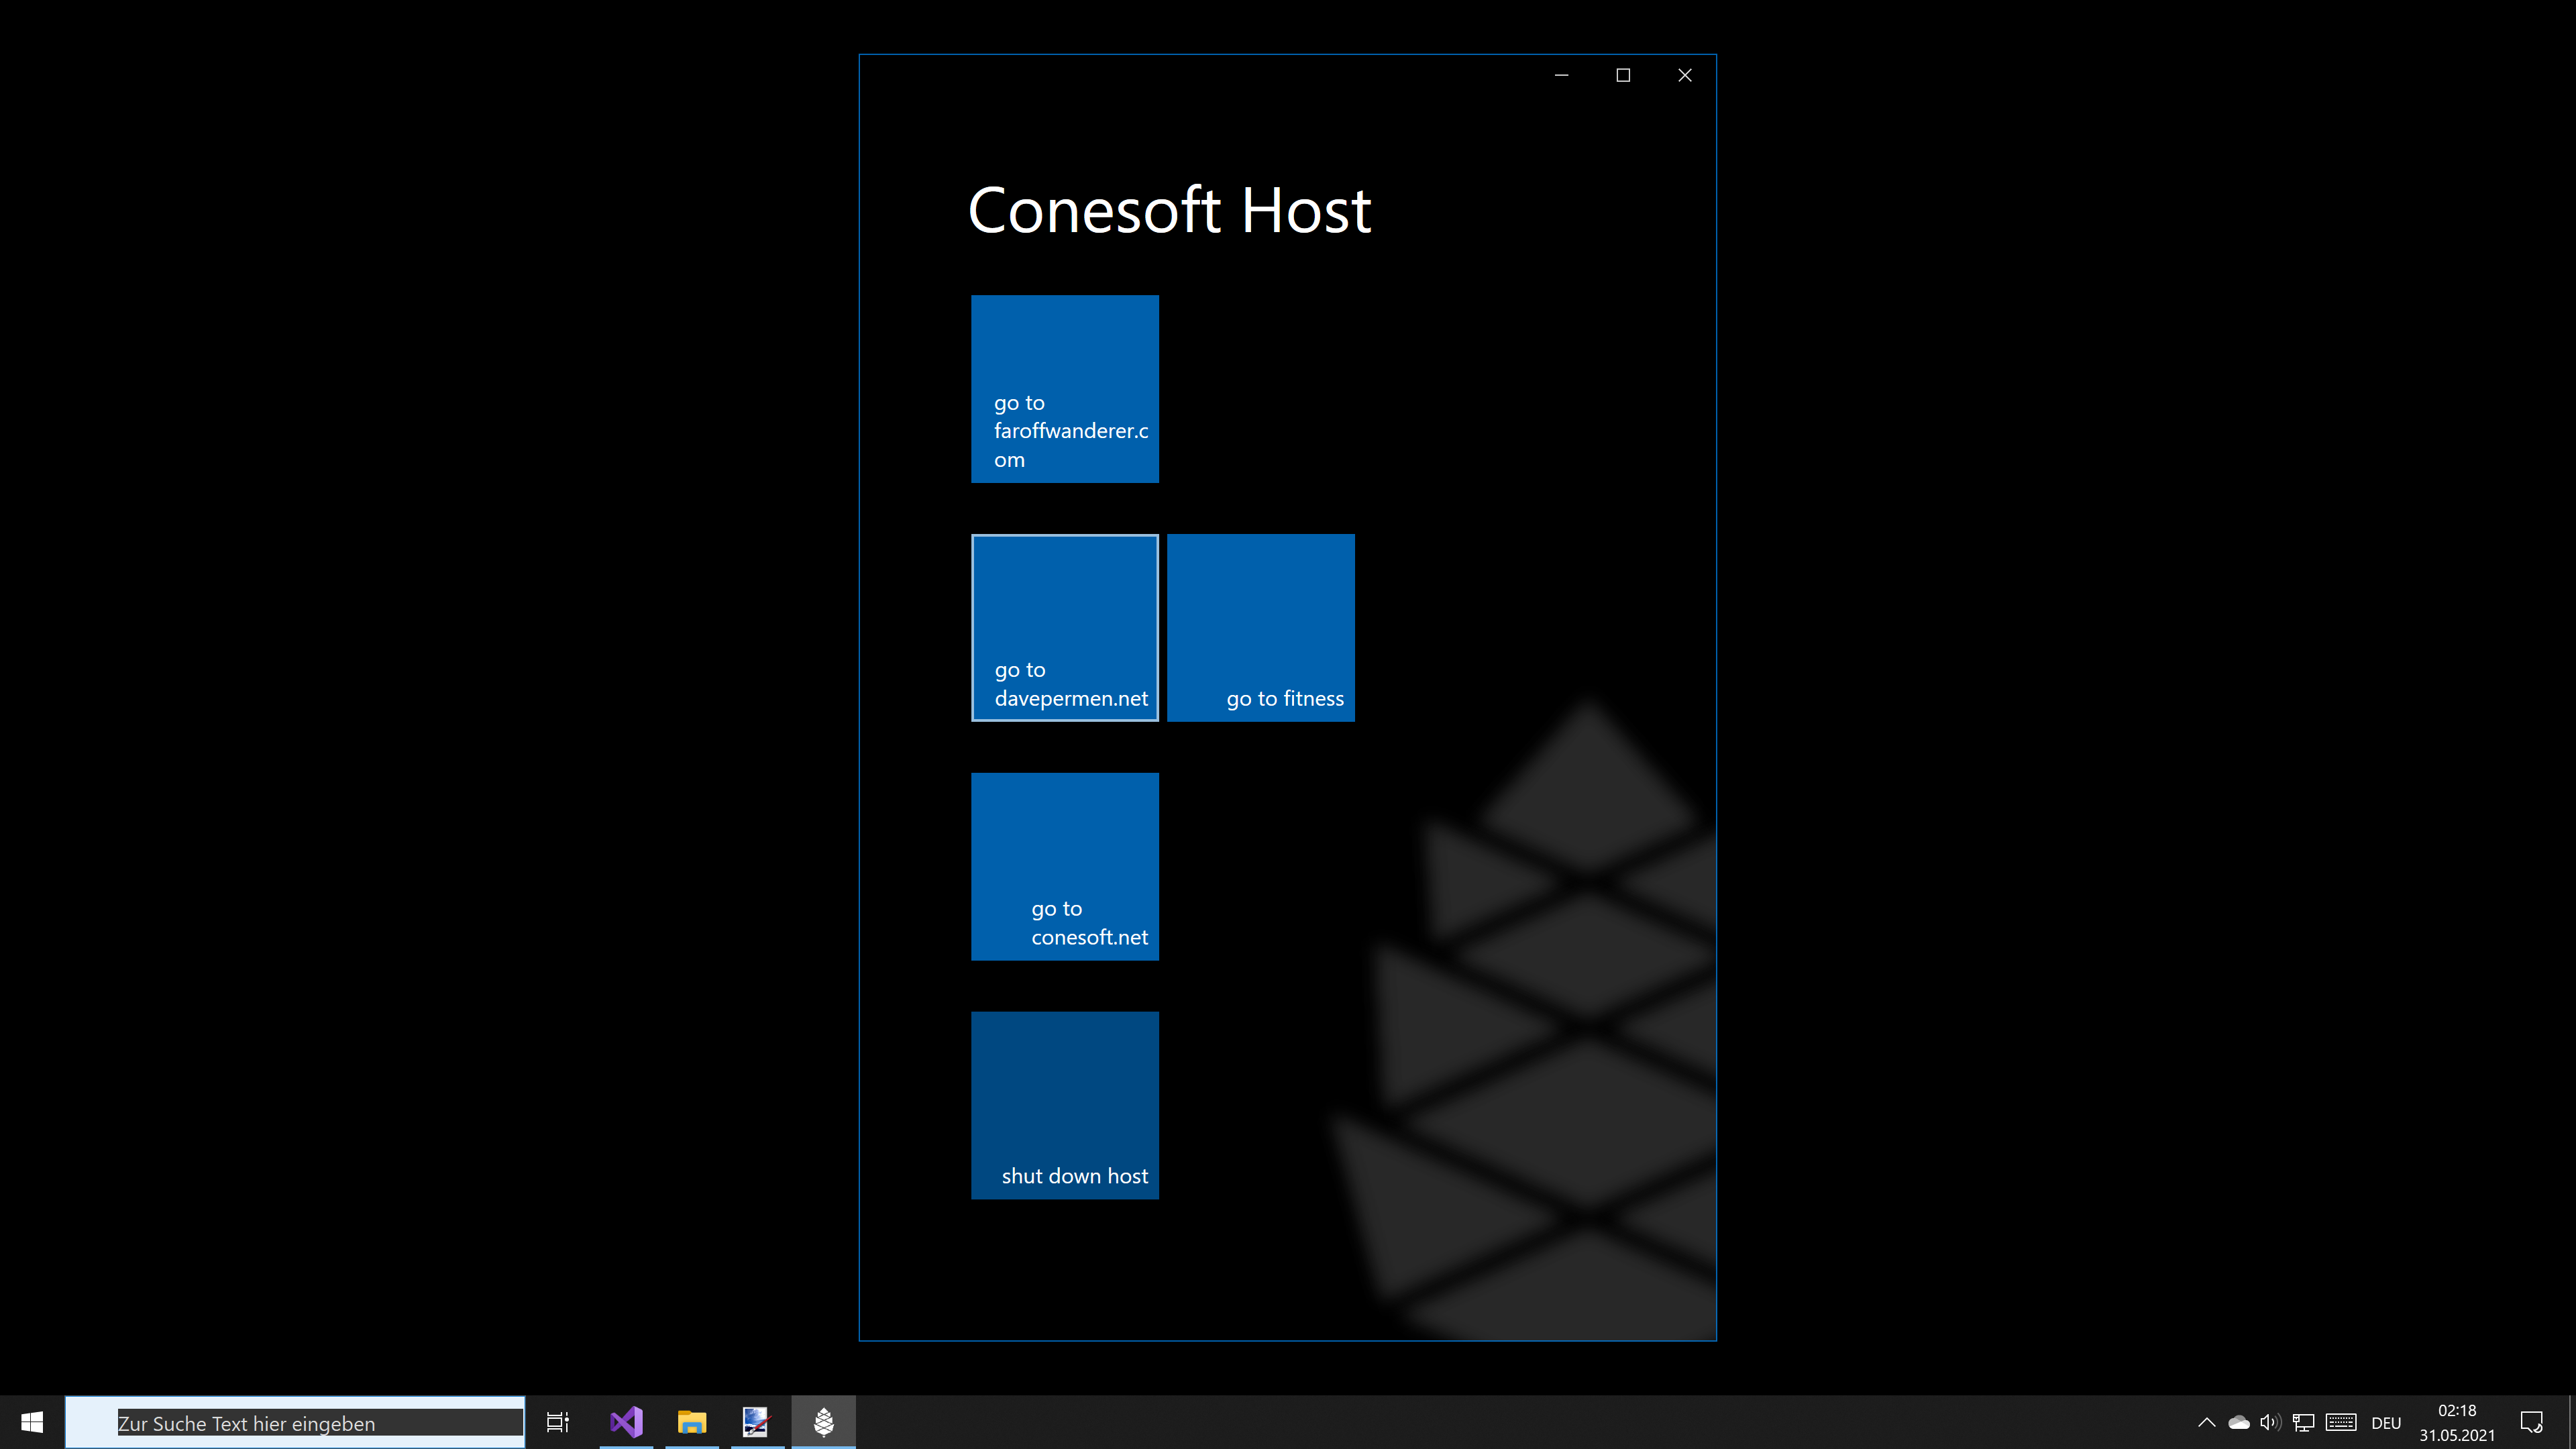 Conesoft Host
go to
faroffwanderer.c
om
go to
davepermen.net
go to fitness
go to
conesoft.net
shut down host
Zur Suche Text hier eingeben
DEU
02:18
31.05.2021